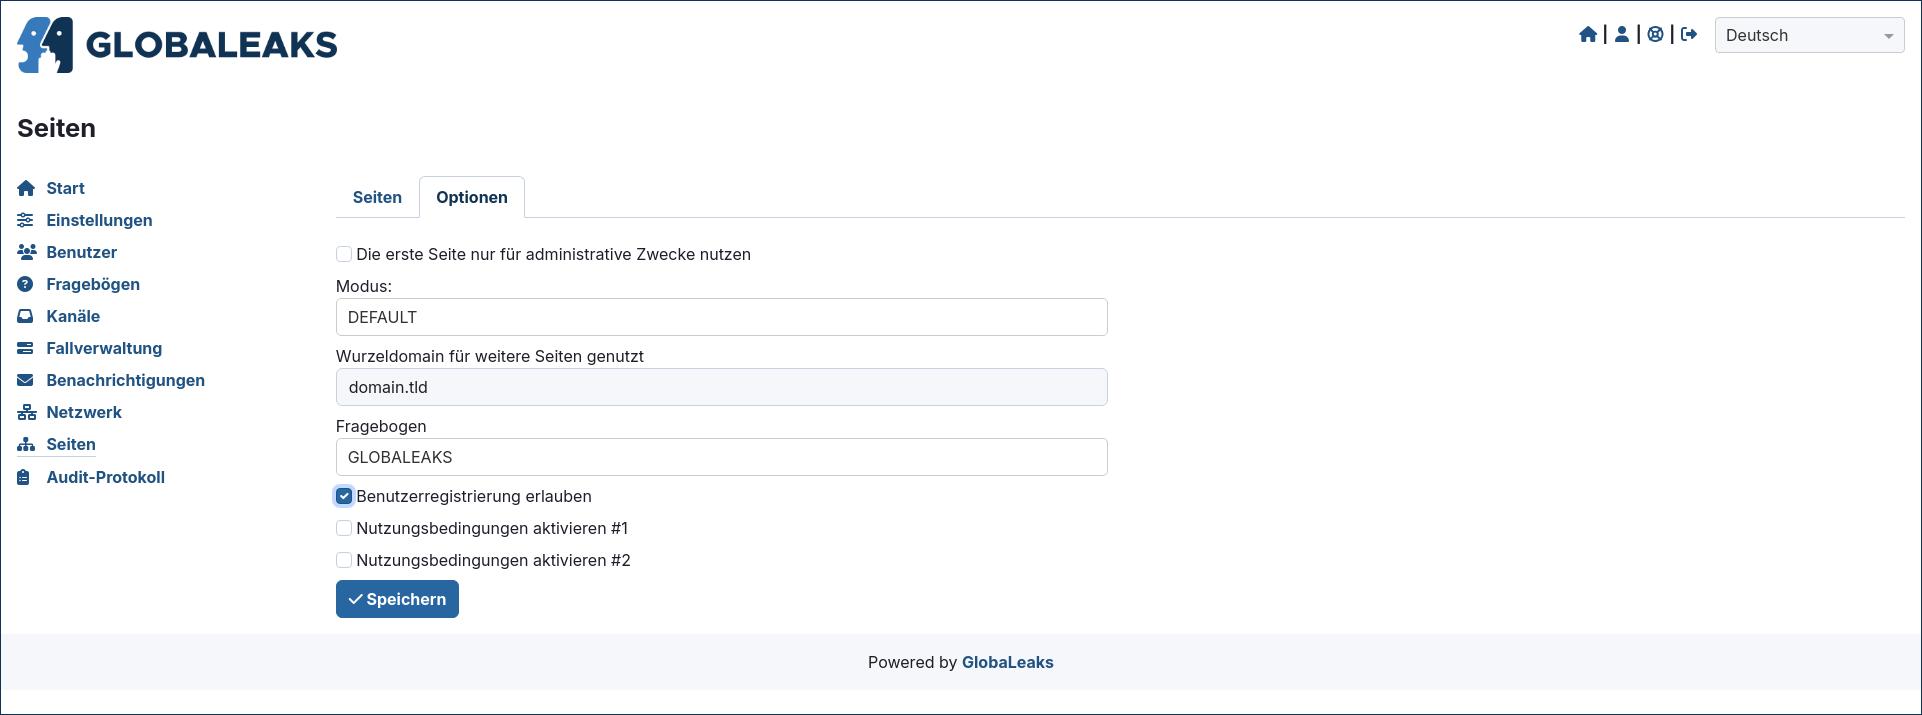 GLOBALEAKS
Deutsch
Seiten
Start
Einstellungen
Benutzer
Fragebögen
Kanäle
Fallverwaltung
Benachrichtigungen
Netzwerk
Seiten
Audit-Protokoll
Seiten
Optionen
Die erste Seite nur für administrative Zwecke nutzen
Modus:
DEFAULT
Wurzeldomain für weitere Seiten genutzt
domain.tld
Fragebogen
GLOBALEAKS
Benutzerregistrierung erlauben
Nutzungsbedingungen aktivieren #1
Nutzungsbedingungen aktivieren #2
Speichern
Powered by GlobaLeaks